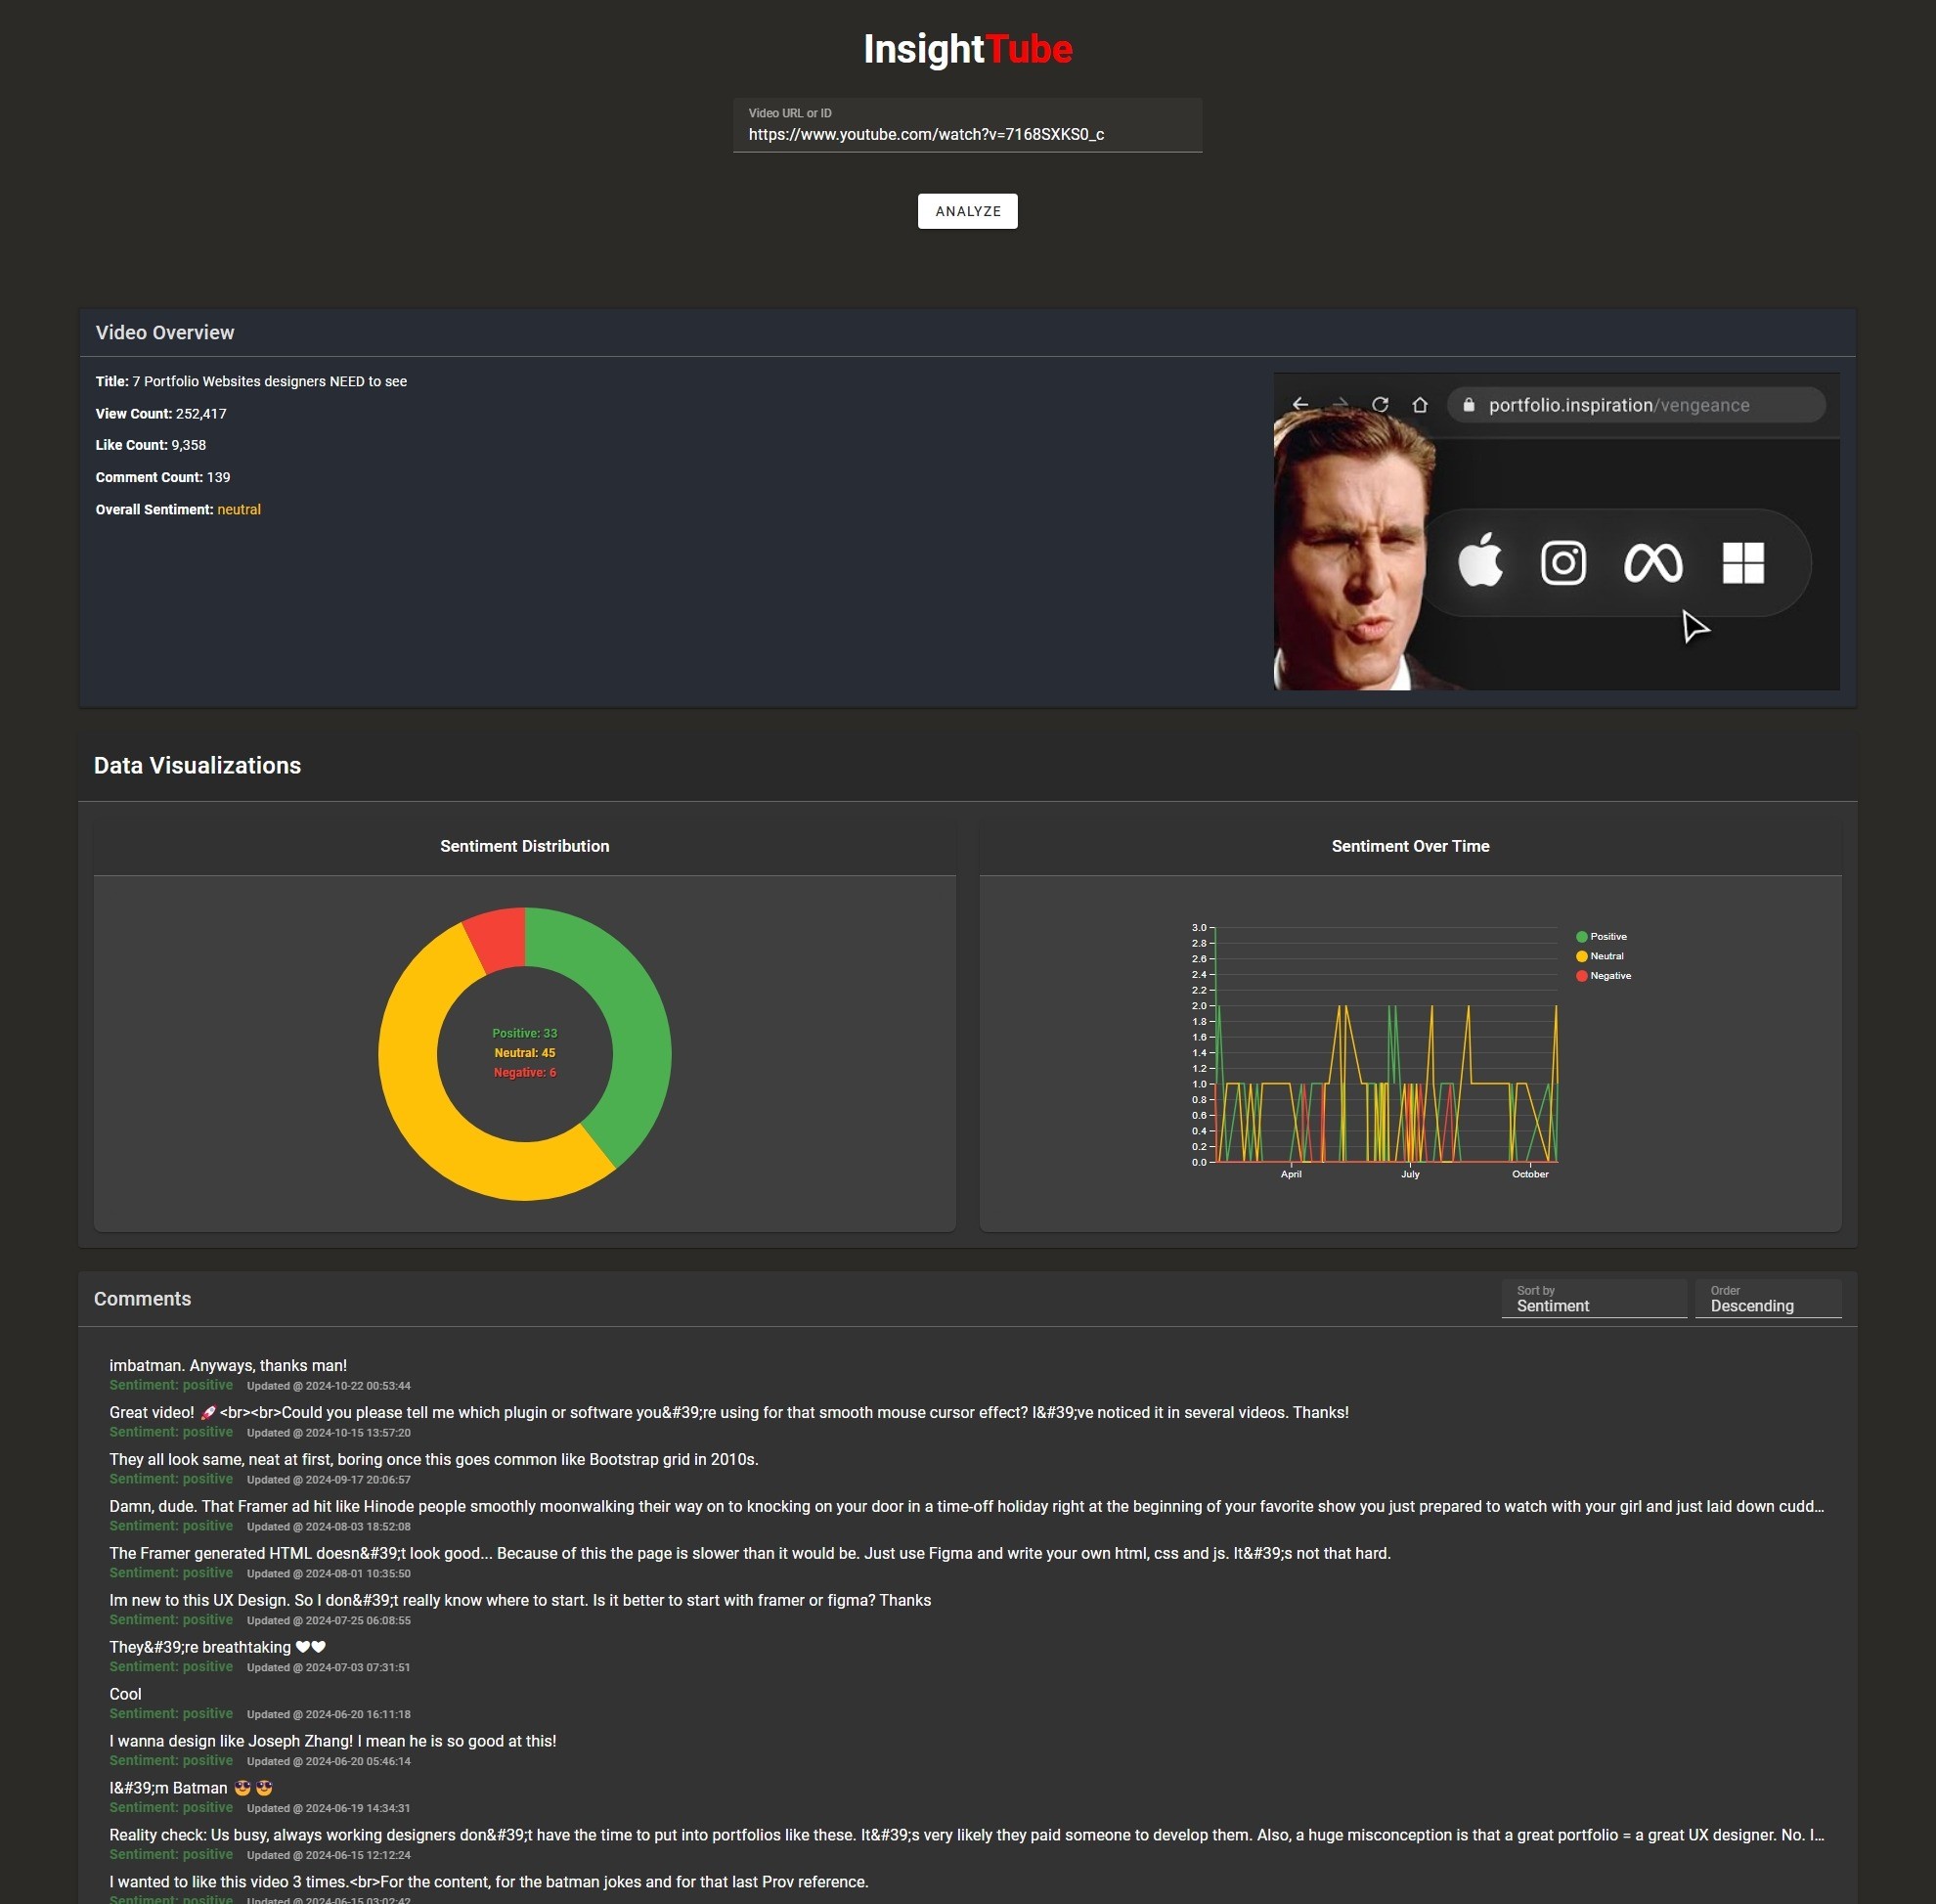 InsightTube
Video URL or ID
https://www.youtube.com/watch?v=7168SXKS0_c
ANALYZE
Video Overview
Title: 7 Portfolio Websites designers NEED to see
View Count: 252,417
Like Count: 9,358
Comment Count: 139
Overall Sentiment: neutral
portfolio.inspiration/vengeance
Data Visualizations
Sentiment Distribution
Positive: 33
Neutral: 45
Negative: 6
Sentiment Over Time
3.0
2.8
2.6
2.4
2.2
2.0
1.8
1.6
1.4
1.2
1.0
0.8
0.6
0.4
0.2
0.0
April July October
Positive
Neutral
Negative
Comments
Sort by
Sentiment
Order
Descending
imbatman. Anyways, thanks man!
Sentiment: positive Updated @ 2024-10-22 00:53:44
Great video! 🚀<br><br>Could you please tell me which plugin or software you&#39;re using for that smooth mouse cursor effect? I&#39;ve noticed it in several videos. Thanks!
Sentiment: positive Updated @ 2024-10-15 13:57:20
They all look same, neat at first, boring once this goes common like Bootstrap grid in 2010s.
Sentiment: positive Updated @ 2024-09-17 20:06:57
Damn, dude. That Framer ad hit like Hinode people smoothly moonwalking their way on to knocking on your door in a time-off holiday right at the beginning of your favorite show you just prepared to watch with your girl and just laid down cudd...
Sentiment: positive Updated @ 2024-08-03 18:52:08
The Framer generated HTML doesn&#39;t look good... Because of this the page is slower than it would be. Just use Figma and write your own html, css and js. It&#39;s not that hard.
Sentiment: positive Updated @ 2024-08-01 10:35:50
Im new to this UX Design. So I don&#39;t really know where to start. Is it better to start with framer or figma? Thanks
Sentiment: positive Updated @ 2024-07-25 06:08:55
They&#39;re breathtaking 🤍🤍
Sentiment: positive Updated @ 2024-07-03 07:31:51
Cool
Sentiment: positive Updated @ 2024-06-20 16:11:18
I wanna design like Joseph Zhang! I mean he is so good at this!
Sentiment: positive Updated @ 2024-06-20 05:46:14
I&#39;m Batman 😎 😎
Sentiment: positive Updated @ 2024-06-19 14:34:31
Reality check: Us busy, always working designers don&#39;t have the time to put into portfolios like these. It&#39;s very likely they paid someone to develop them. Also, a huge misconception is that a great portfolio = a great UX designer. No. I...
Sentiment: positive Updated @ 2024-06-15 12:12:24
I wanted to like this video 3 times.<br>For the content, for the batman jokes and for that last Prov reference.
Sentiment: positive Updated @ 2024-06-15 03:02:42